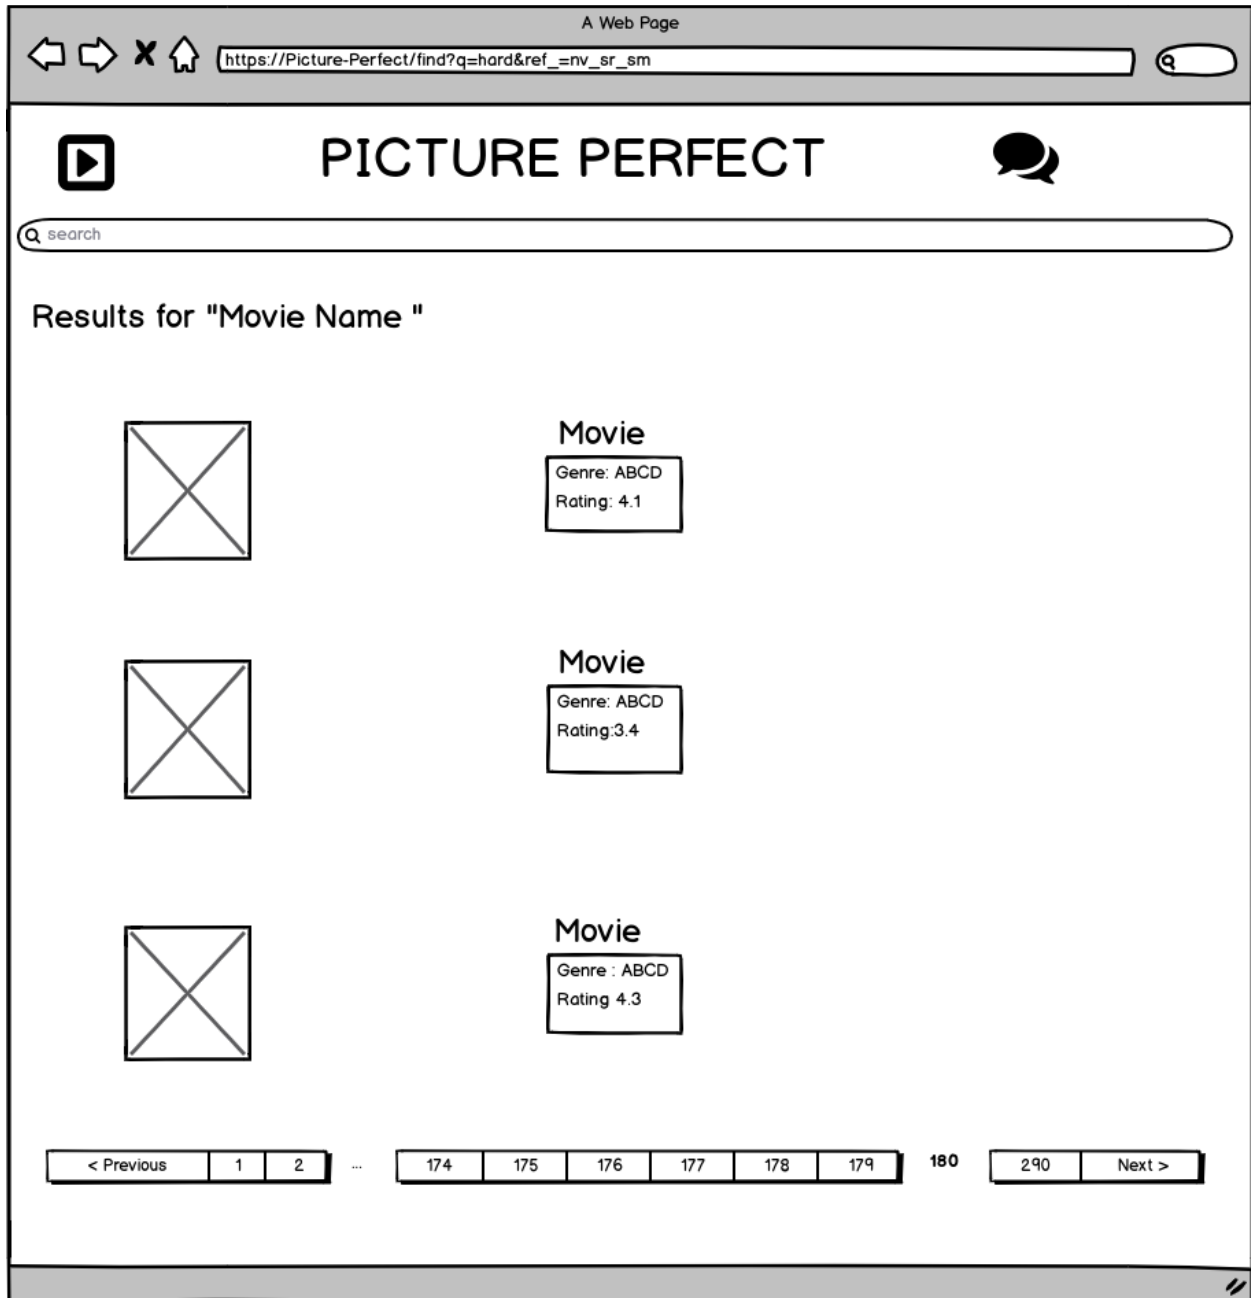 A Web Page
https://Picture-Perfect/find?q=hard&ref_=nv_sr_sm
PICTURE PERFECT
search
Results for "Movie Name "
Movie
Genre: ABCD
Rating: 4.1
Movie
Genre: ABCD
Rating:3.4
Movie
Genre : ABCD
Rating 4.3
< Previous 1 2 ... 174 175 176 177 178 179 180 290 Next >